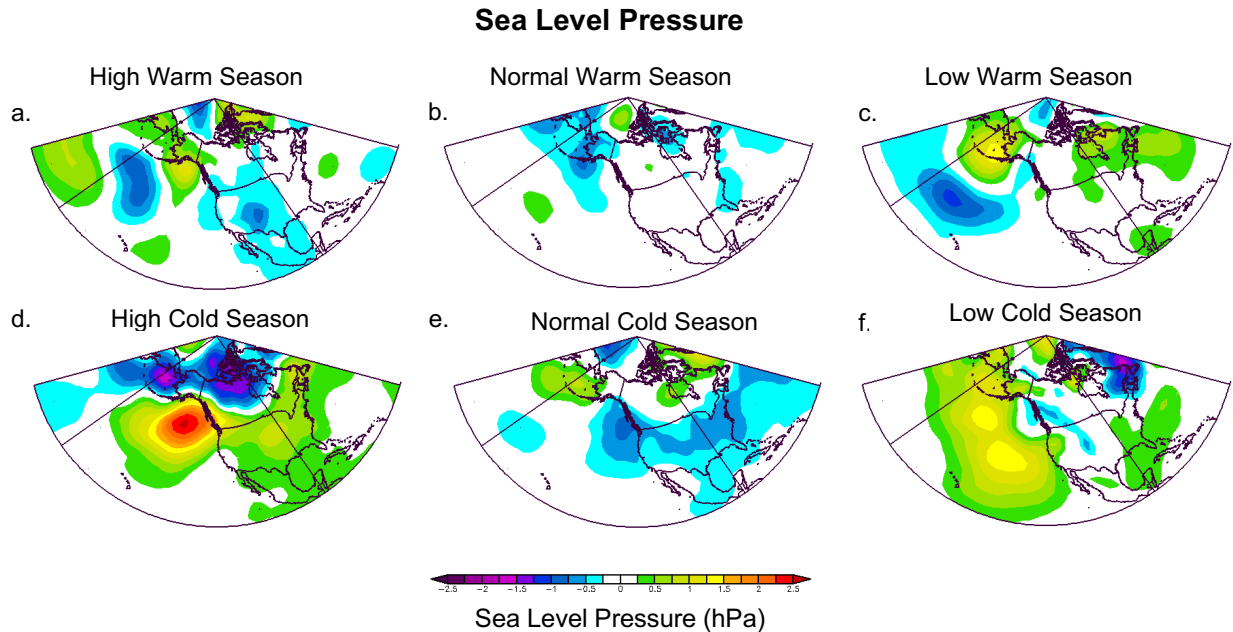 Sea Level Pressure
High Warm Season
Normal Warm Season
Low Warm Season
a.
b.
c.
High Cold Season
Normal Cold Season
Low Cold Season
d.
e.
f.
-2.5 -2 -1.5 -1 -0.5 0 0.5 1 1.5 2 2.5
Sea Level Pressure (hPa)